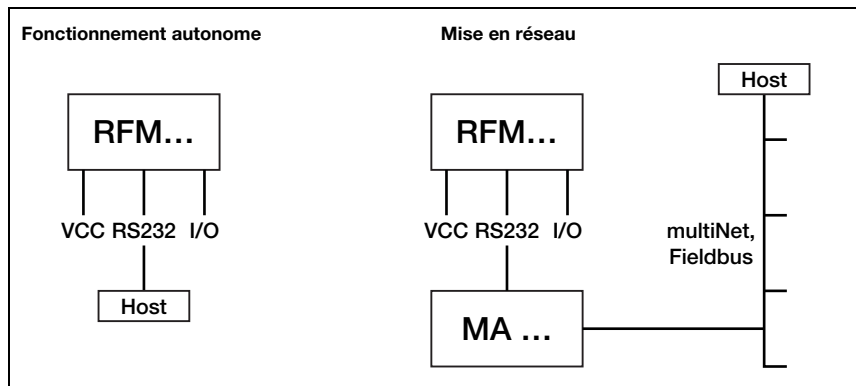 Fonctionnement autonome
RFM…
VCC RS232 I/O
Host
Mise en réseau
RFM…
VCC RS232 I/O
MA …
Host
multiNet,
Fieldbus